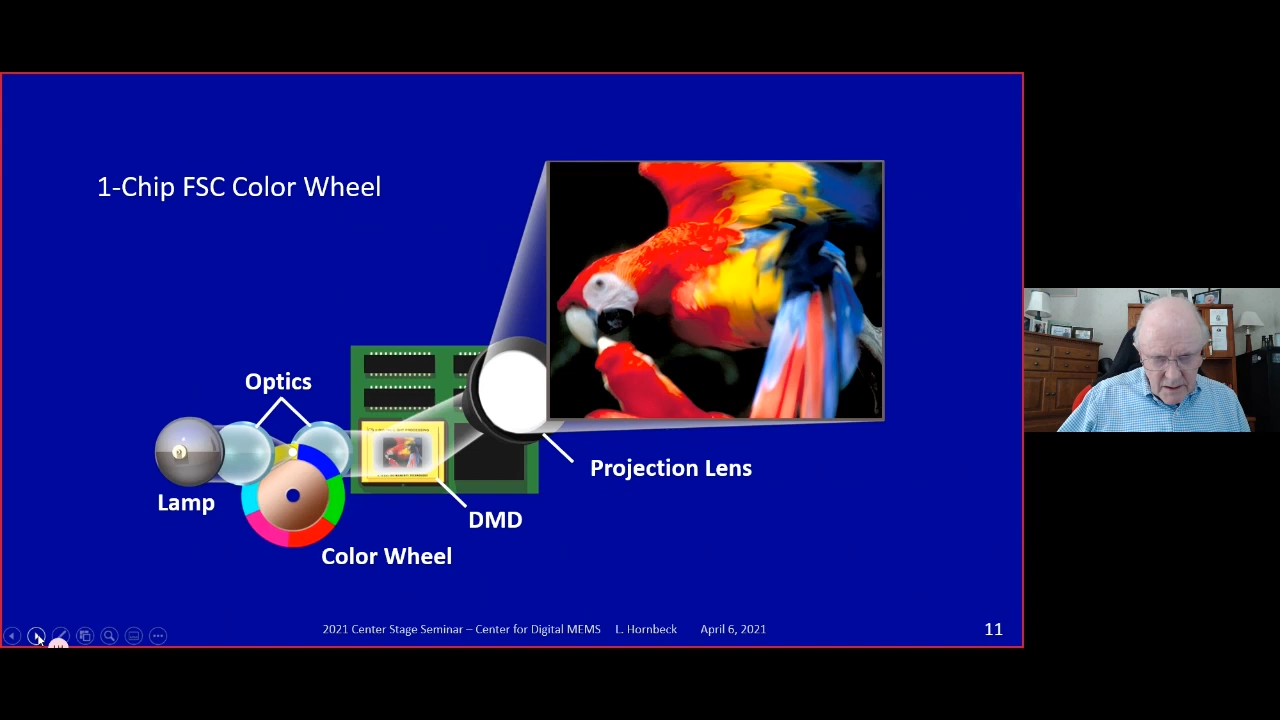 1-Chip FSC Color Wheel
Optics
Lamp
Projection Lens
DMD
Color Wheel
2021 Center Stage Seminar – Center for Digital MEMS L. Hornbeck April 6, 2021
11